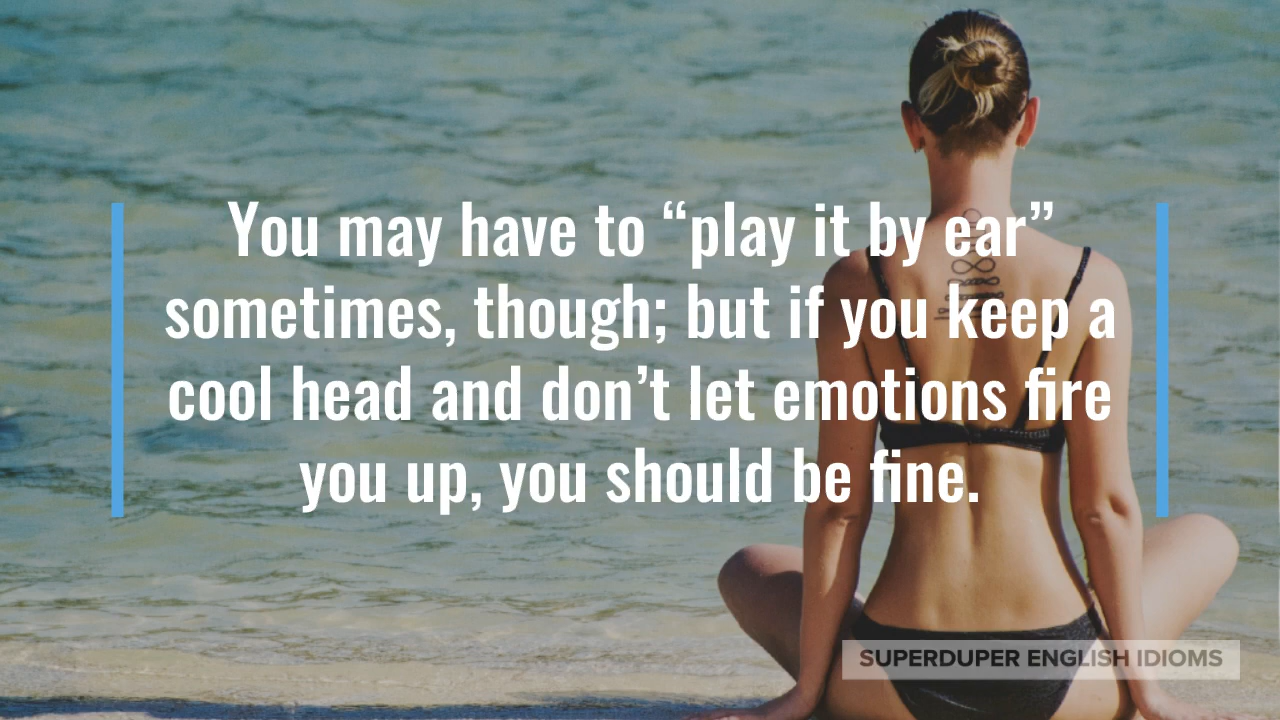 You may have to “play it by ear”
sometimes, though; but if you keep a
cool head and don’t let emotions fire
you up, you should be fine.
SUPERDUPER ENGLISH IDIOMS